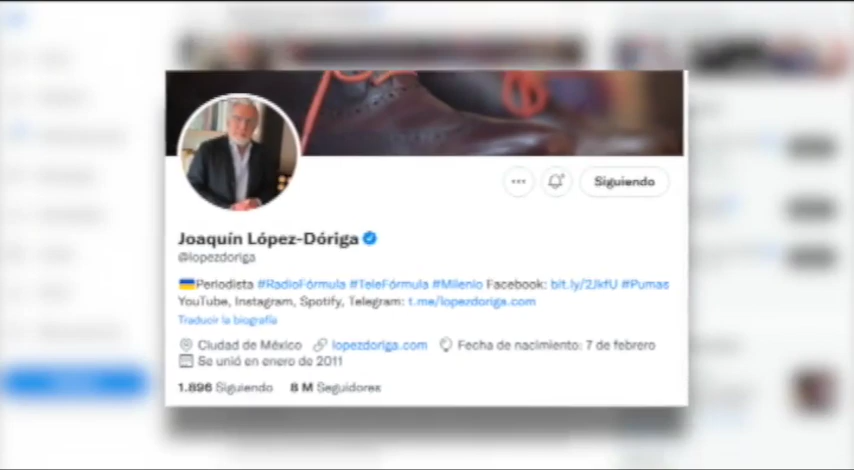 Siguiendo
Joaquín López-Dóriga
@lopezdoriga
Periodista #RadioFórmula #TeleFórmula #Milenio Facebook: bit.ly/2JkfU #Pumas
YouTube, Instagram, Spotify, Telegram: t.me/lopezdoriga.com
Traducir la biografía
Ciudad de México lopezdoriga.com Fecha de nacimiento: 7 de febrero
Se unió en enero de 2011
1.896 Siguiendo 8 M Seguidores